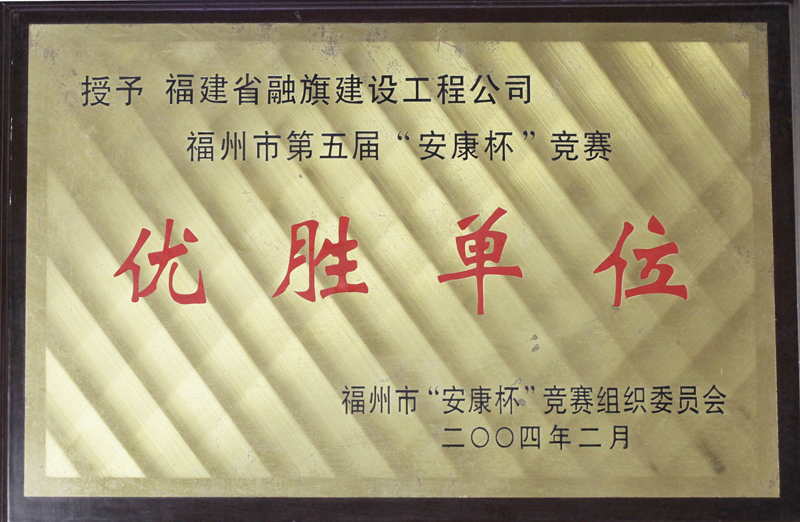 授予 福建省融旗建设工程公司
福州市第五届“安康杯”竞赛
优胜单位
福州市“安康杯”竞赛组织委员会
二〇〇四年二月